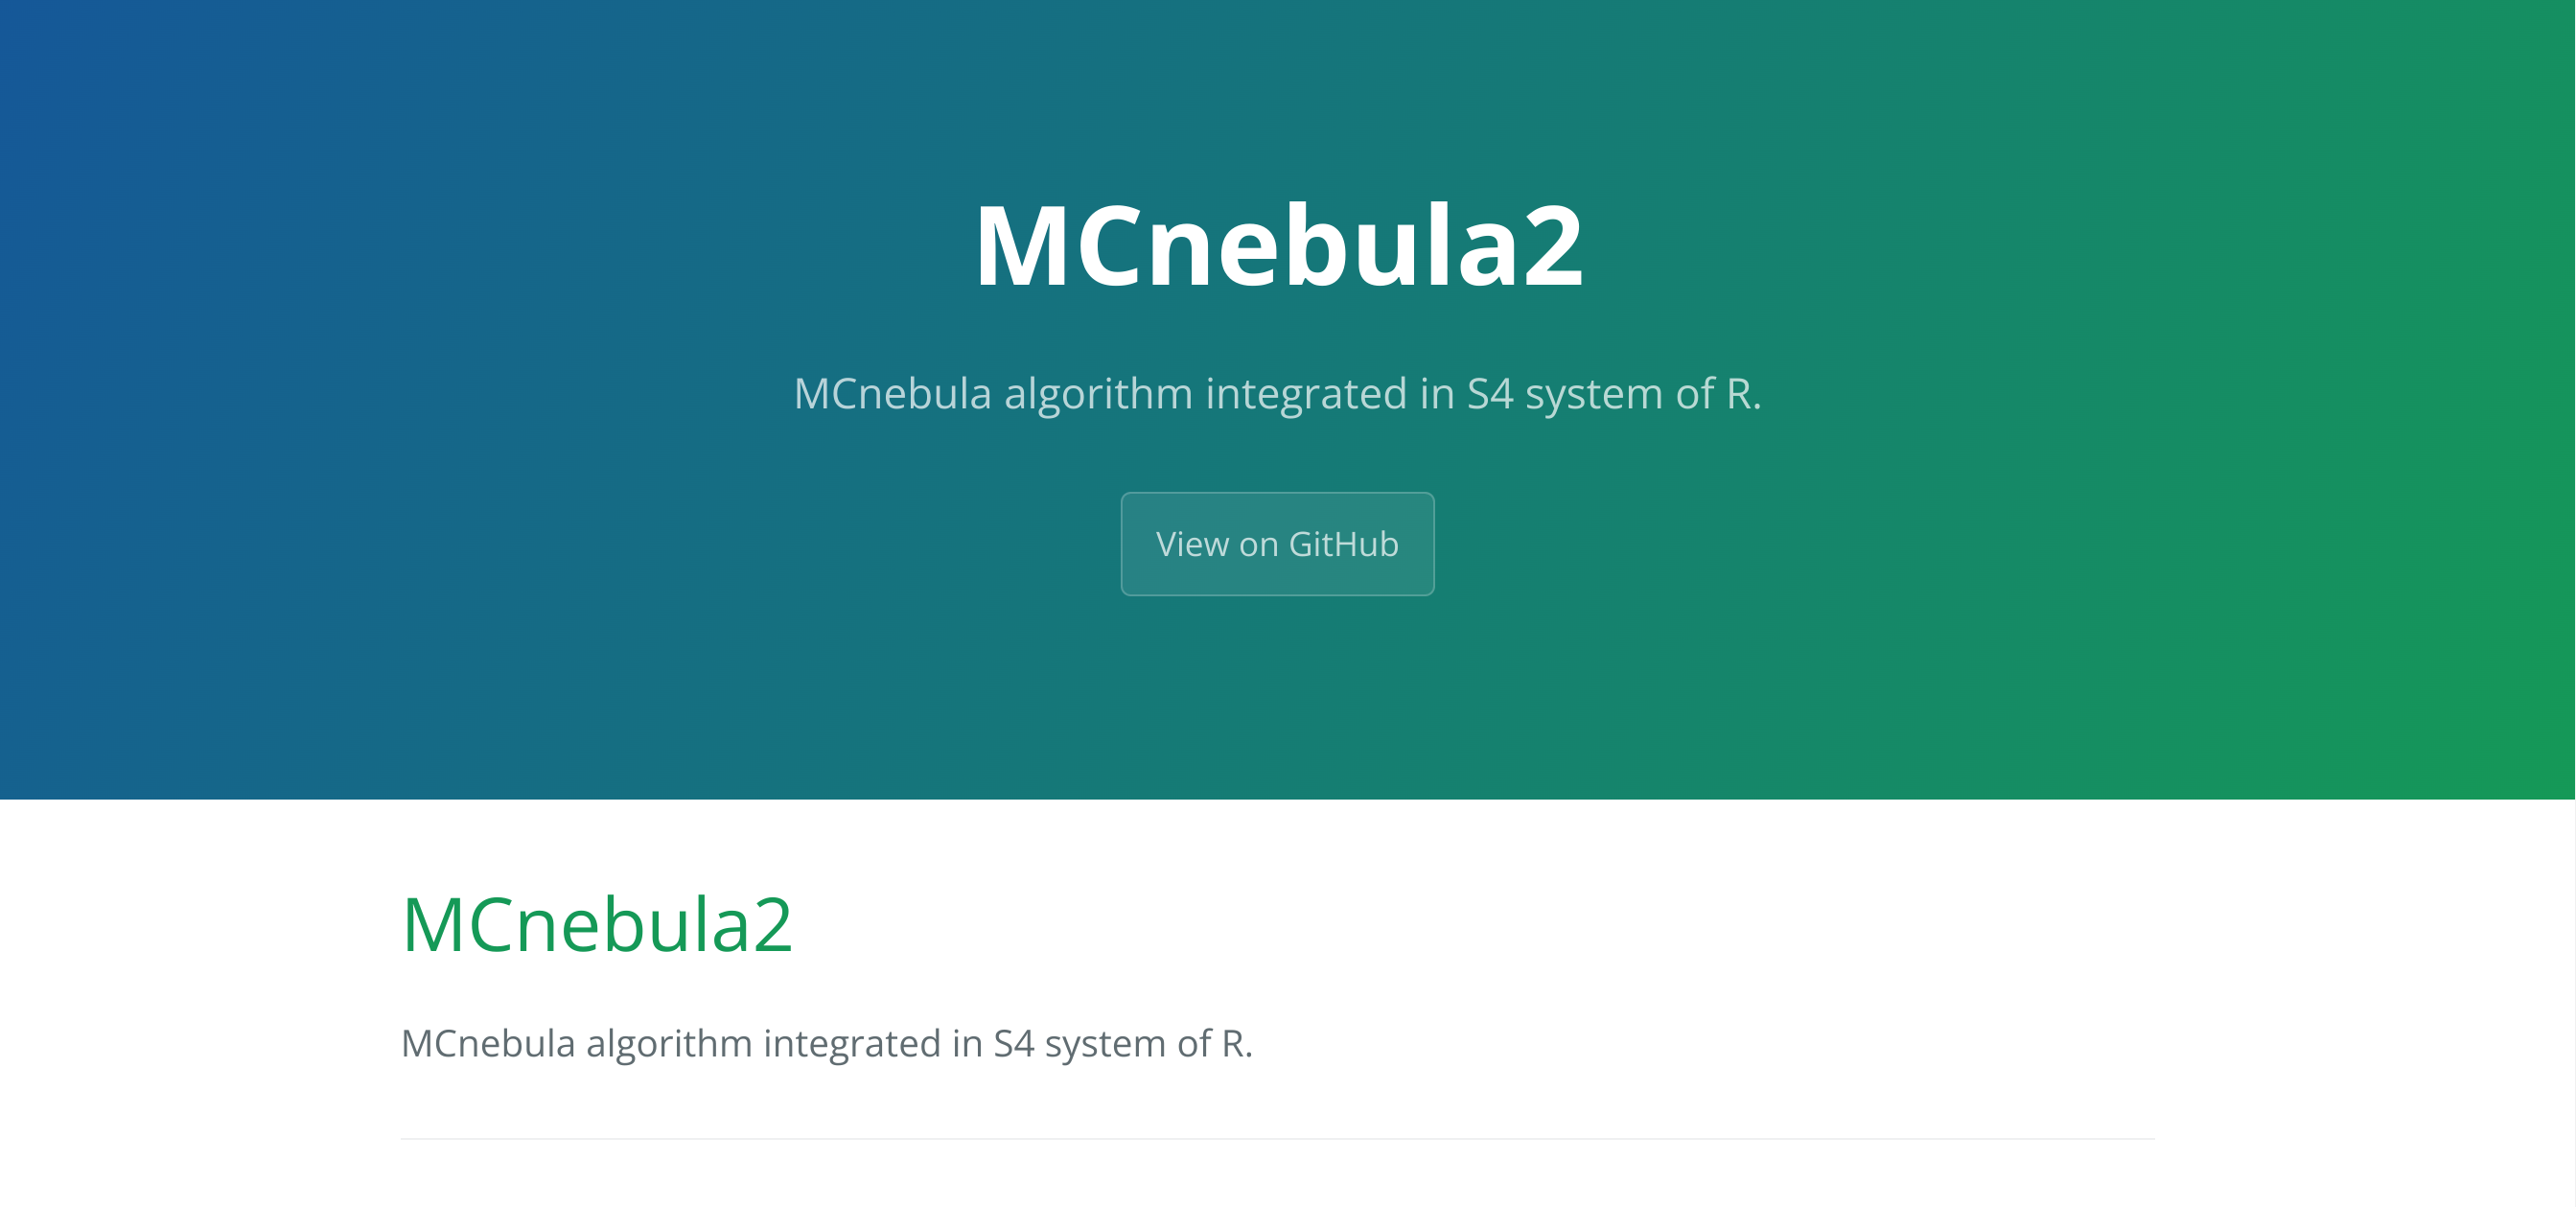 MCnebula2
MCnebula algorithm integrated in S4 system of R.
View on GitHub
MCnebula2
MCnebula algorithm integrated in S4 system of R.